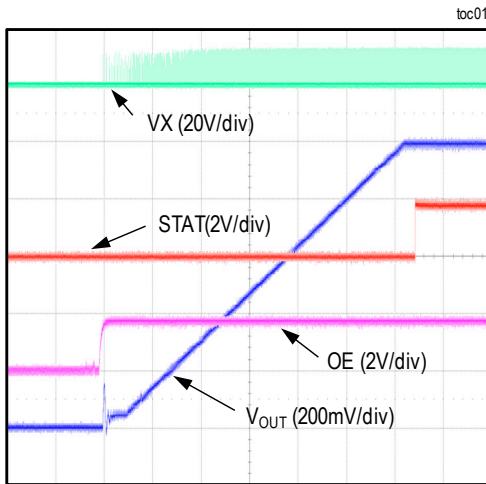 toc01
VX (20V/div)
STAT(2V/div)
OE (2V/div)
VOUT (200mV/div)